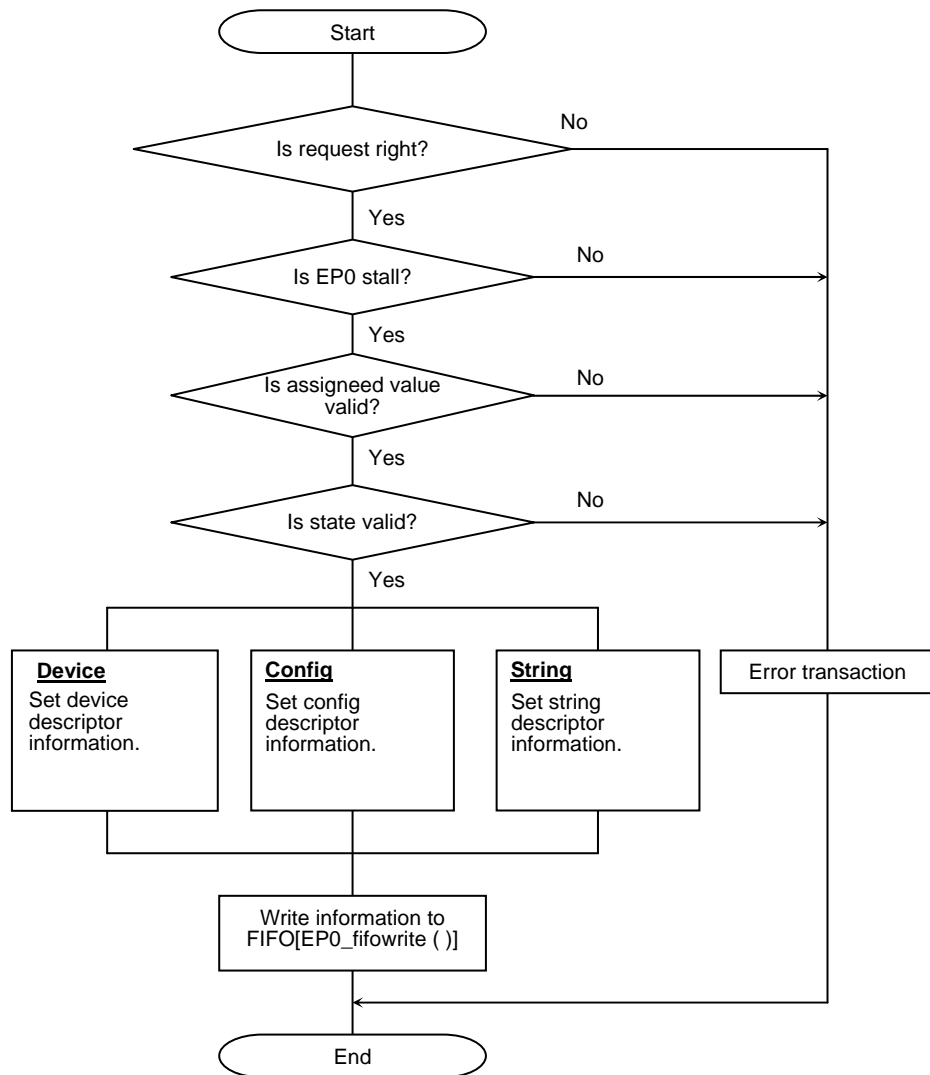 Start
Is request right?
No
Yes
Is EP0 stall?
No
Yes
Is assigneed value
valid?
No
Yes
Is state valid?
No
Yes
Device
Set device
descriptor
information.
Config
Set config
descriptor
information.
String
Set string
descriptor
information.
Error transaction
Write information to
FIFO[EP0_fifowrite ( )]
End